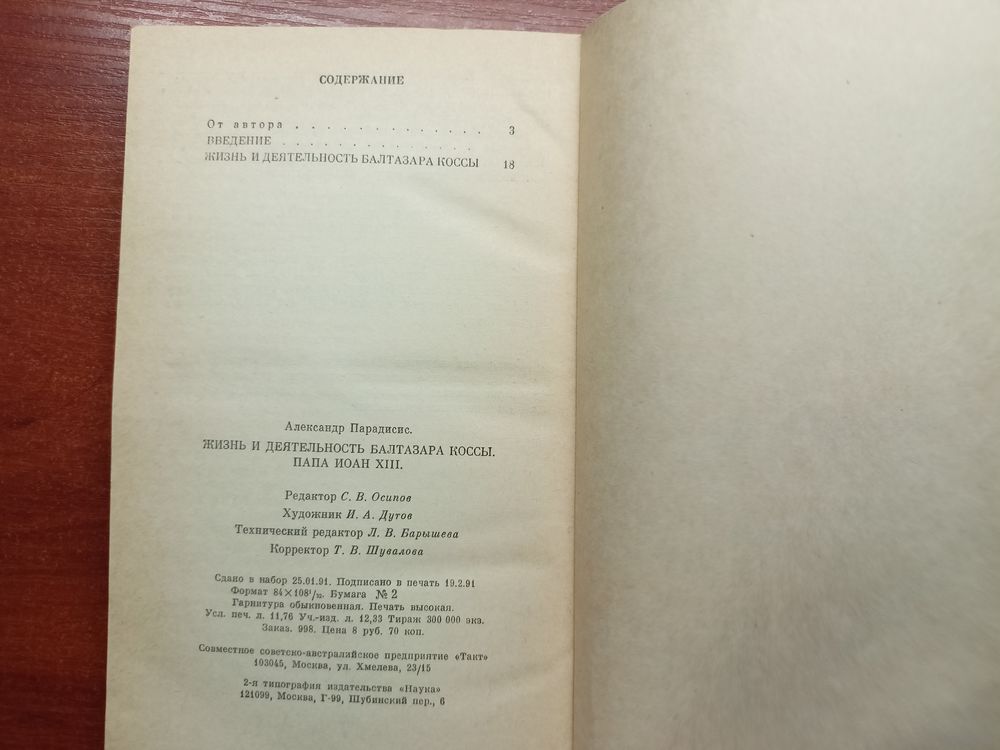 СОДЕРЖАНИЕ
От автора . . . . . . . . . . . . . 3
ВВЕДЕНИЕ . . . . . . . . . . . . .
ЖИЗНЬ И ДЕЯТЕЛЬНОСТЬ БАЛТАЗАРА КОССЫ 18
Александр Парадисис.
ЖИЗНЬ И ДЕЯТЕЛЬНОСТЬ БАЛТАЗАРА КОССЫ.
ПАПА ИОАН XIII.
Редактор С. В. Осипов
Художник И. А. Дутов
Технический редактор Л. В. Барышева
Корректор Т. В. Шувалова
Сдано в набор 25.01.91. Подписано в печать 19.2.91
Формат 84×108¹/₃₂. Бумага № 2
Гарнитура обыкновенная. Печать высокая.
Усл. печ. л. 11,76 Уч.-изд. л. 12,33 Тираж 300 000 экз.
Заказ. 998. Цена 8 руб. 70 коп.
Совместное советско-австралийское предприятие «Такт»
103045, Москва, ул. Хмелева, 23/15
2-я типография издательства «Наука»
121099, Москва, Г-99, Шубинский пер., 6